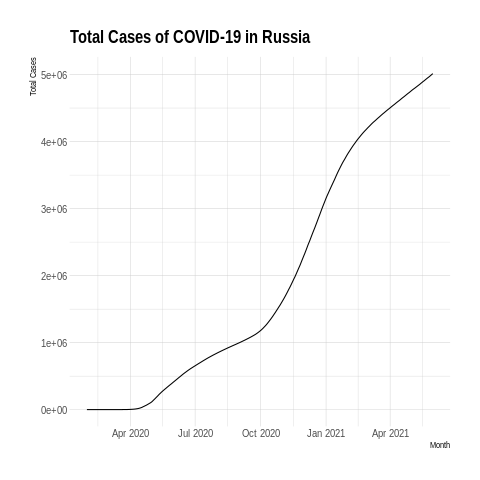 Total Cases of COVID-19 in Russia
Total Cases
5e+06
4e+06
3e+06
2e+06
1e+06
0e+00
Apr 2020 Jul 2020 Oct 2020 Jan 2021 Apr 2021
Month